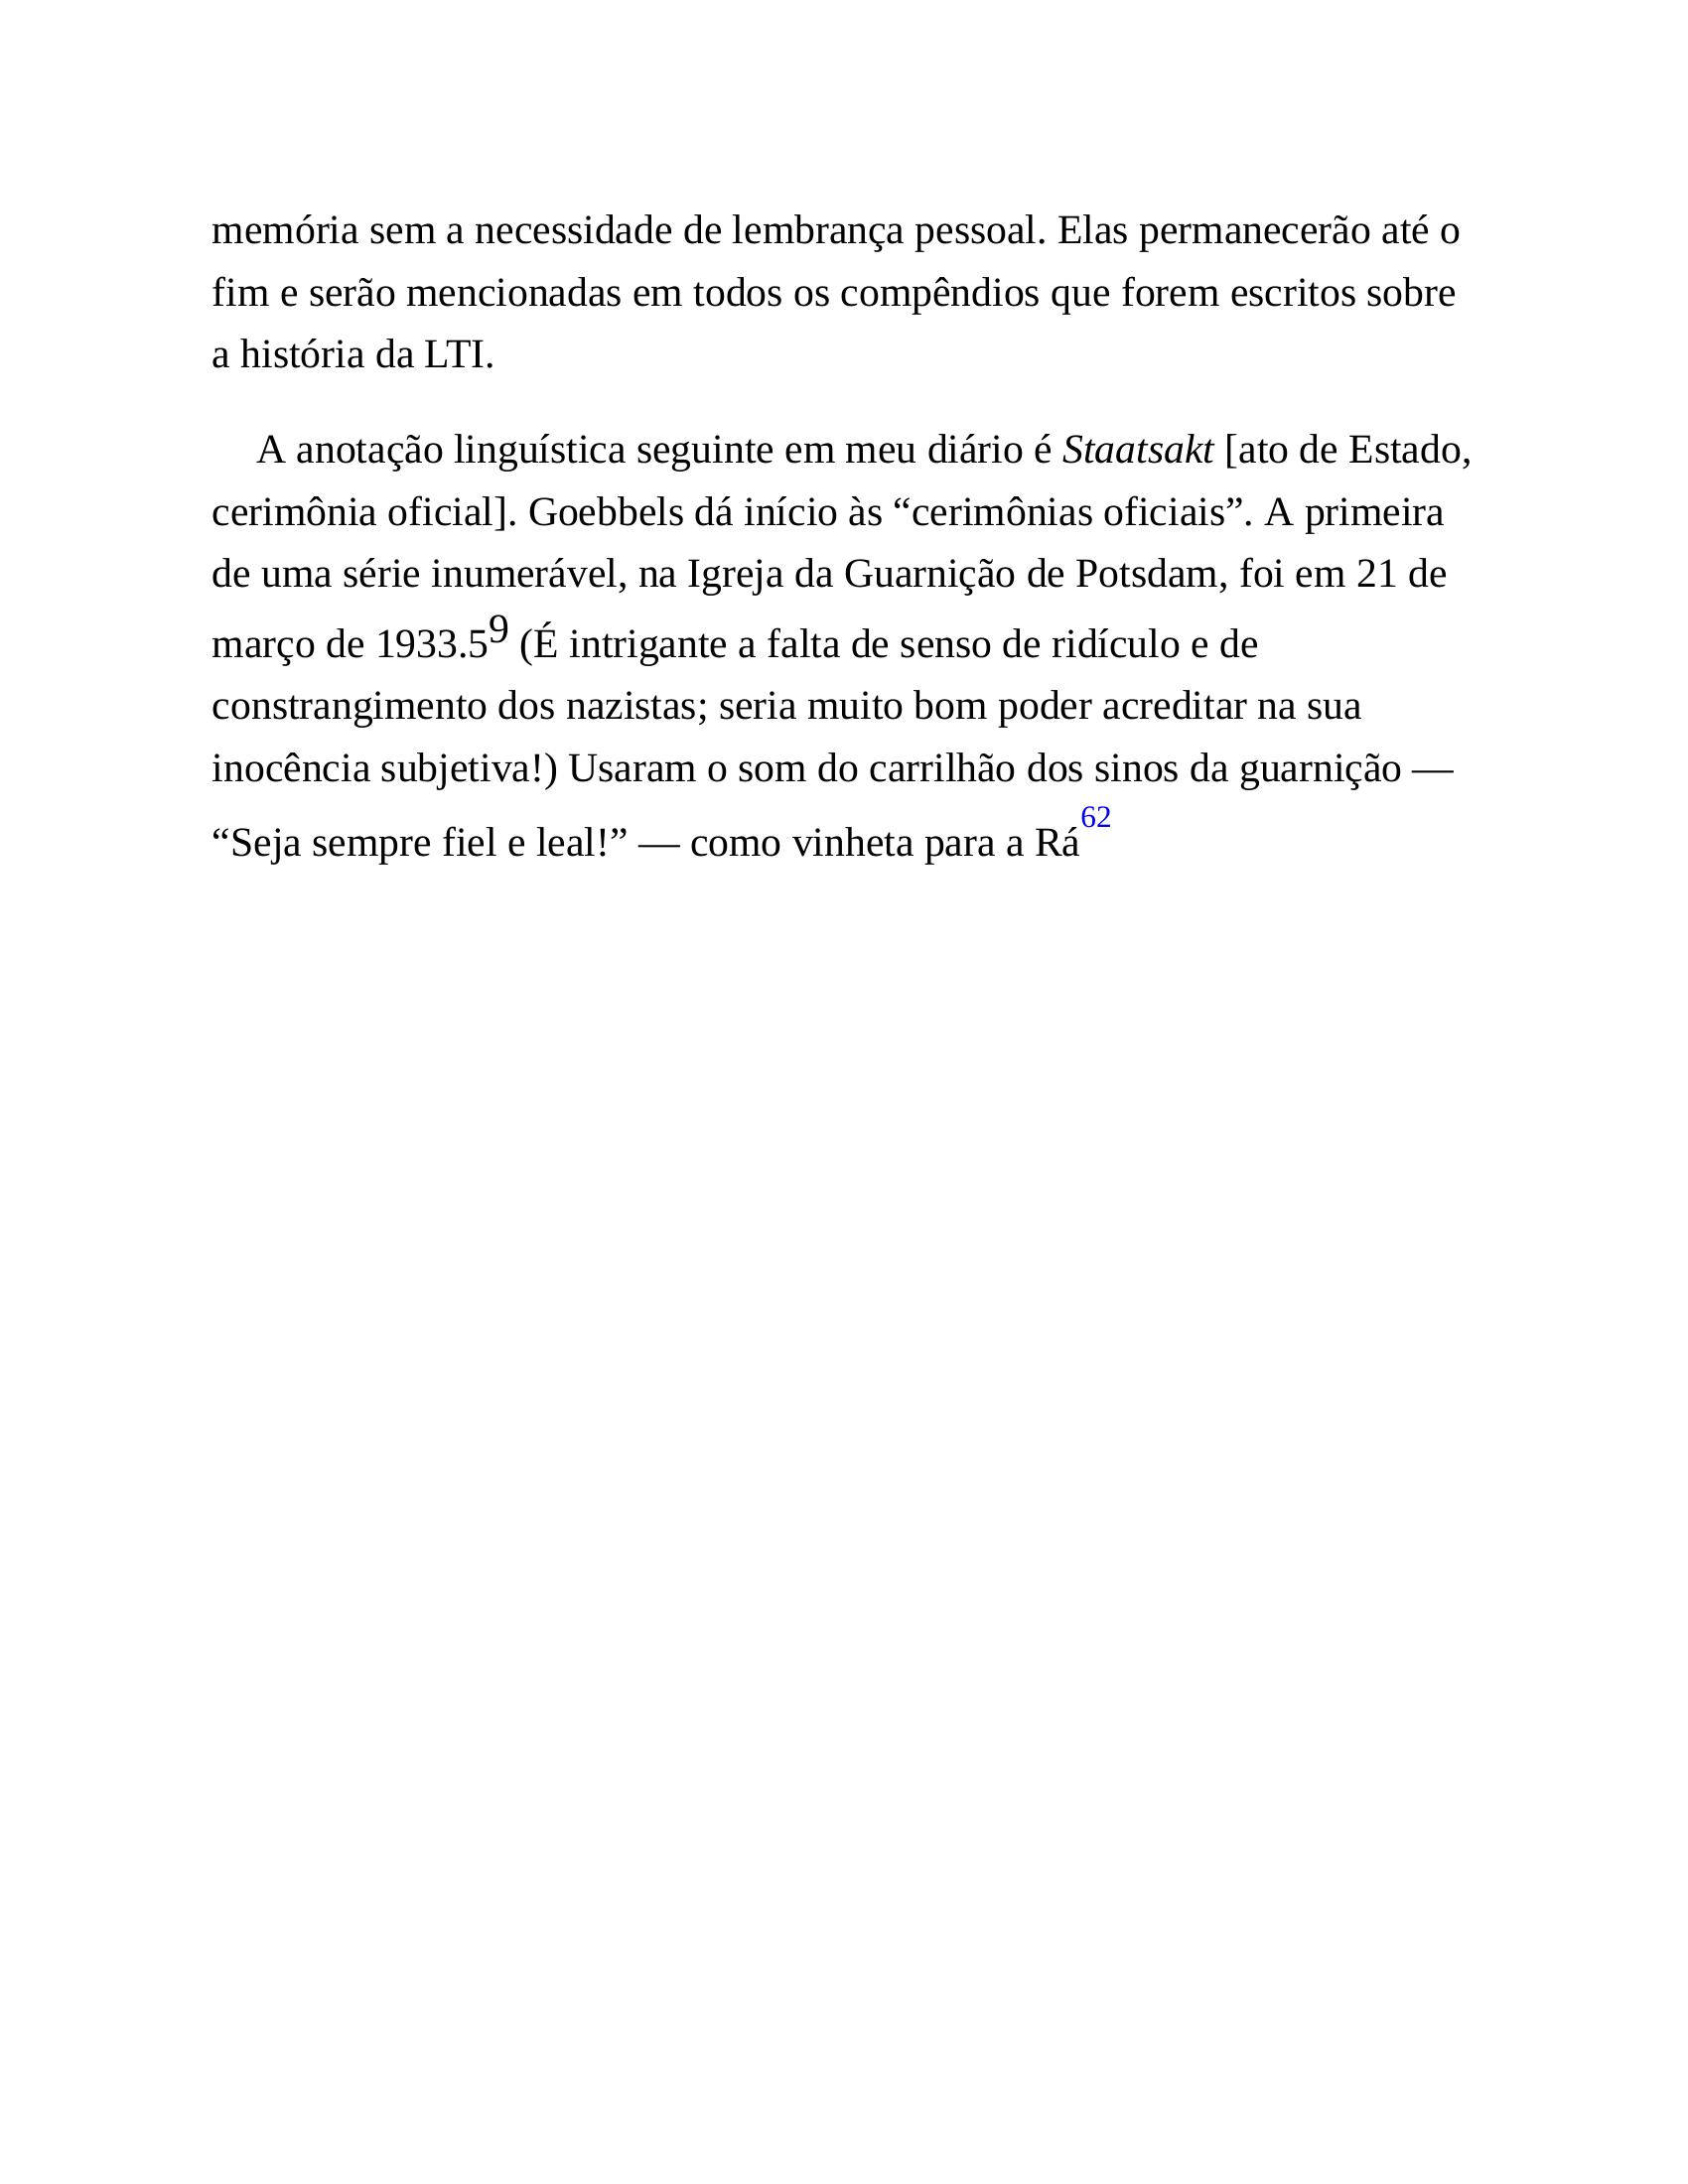 memória sem a necessidade de lembrança pessoal. Elas permanecerão até o
fim e serão mencionadas em todos os compêndios que forem escritos sobre
a história da LTI.
A anotação linguística seguinte em meu diário é Staatsakt [ato de Estado,
cerimônia oficial]. Goebbels dá início às “cerimônias oficiais”. A primeira
de uma série inumerável, na Igreja da Guarnição de Potsdam, foi em 21 de
março de 1933.59 (É intrigante a falta de senso de ridículo e de
constrangimento dos nazistas; seria muito bom poder acreditar na sua
inocência subjetiva!) Usaram o som do carrilhão dos sinos da guarnição —
“Seja sempre fiel e leal!” — como vinheta para a Rá62